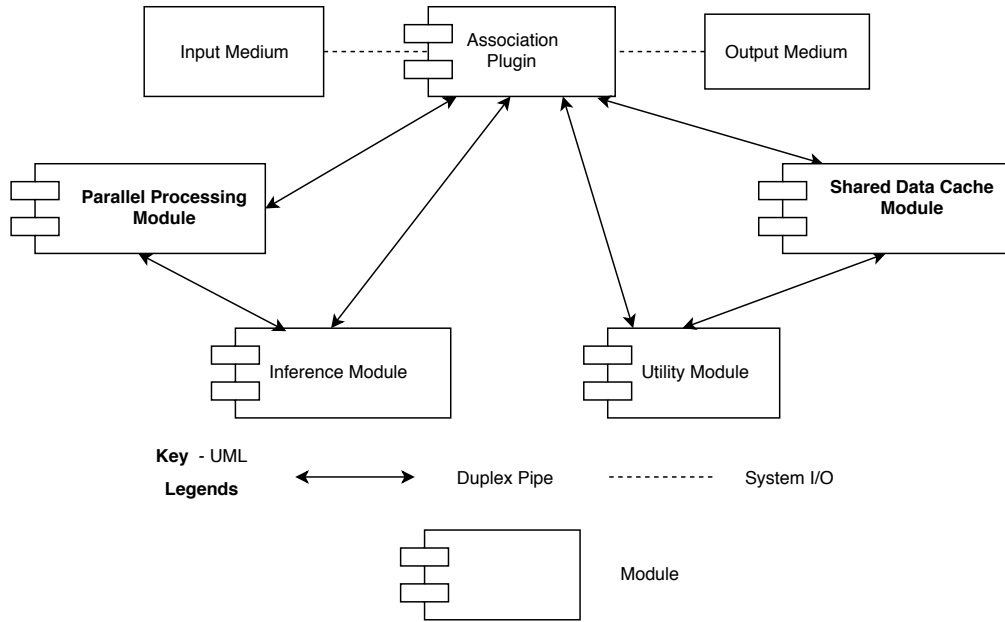 Input Medium
Association
Plugin
Output Medium
Parallel Processing
Module
Shared Data Cache
Module
Inference Module
Utility Module
Key - UML
Legends
Duplex Pipe
System I/O
Module